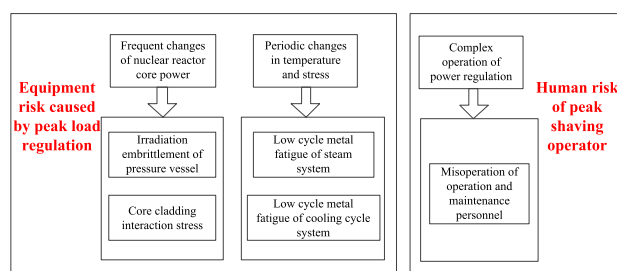 Equipment
risk caused
by peak load
regulation
Frequent changes
of nuclear reactor
core power
Irradiation
embrittlement of
pressure vessel
Core cladding
interaction stress
Periodic changes
in temperature
and stress
Low cycle metal
fatigue of steam
system
Low cycle metal
fatigue of cooling cycle
system
Complex
operation of
power regulation
Misoperation of
operation and
maintenance
personnel
Human risk
of peak
shaving
operator